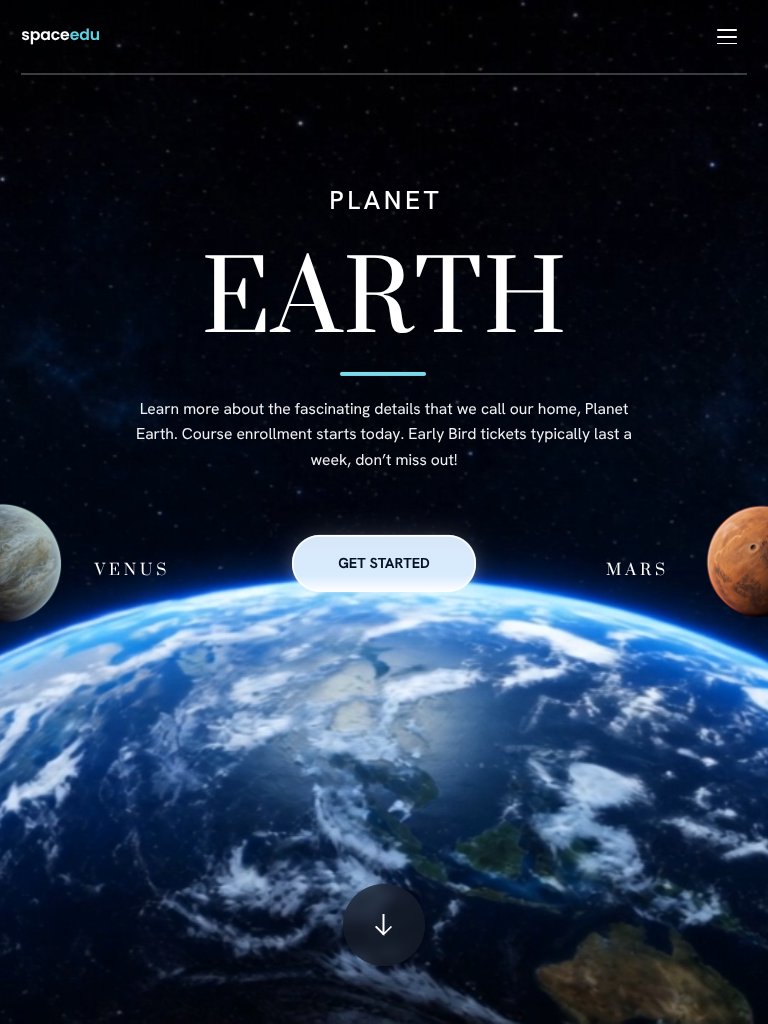 spaceedu
PLANET
EARTH
Learn more about the fascinating details that we call our home, Planet
Earth. Course enrollment starts today. Early Bird tickets typically last a
week, don’t miss out!
VENUS
GET STARTED
MARS